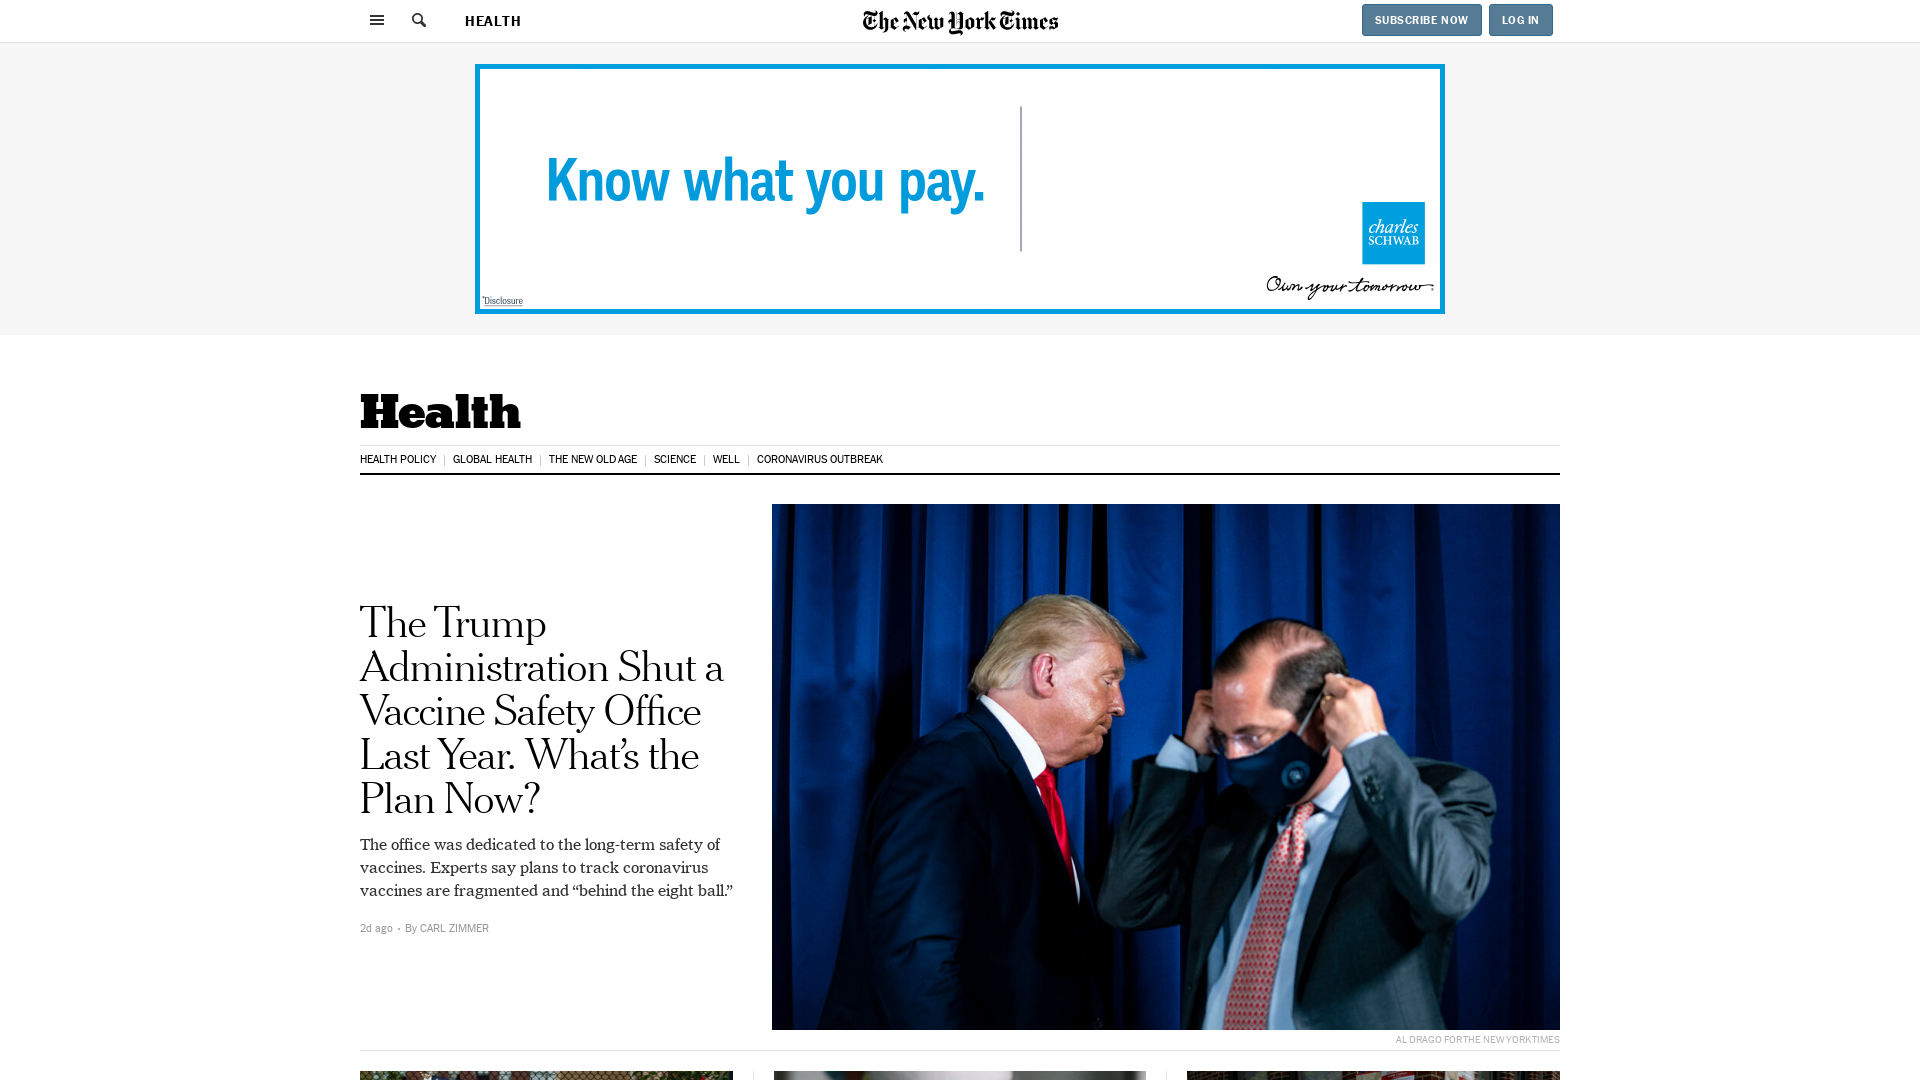 HEALTH
The New York Times
SUBSCRIBE NOW
LOG IN
Know what you pay.
charles
SCHWAB
Own your tomorrow.
*Disclosure
Health
HEALTH POLICY
GLOBAL HEALTH
THE NEW OLD AGE
SCIENCE
WELL
CORONAVIRUS OUTBREAK
The Trump
Administration Shut a
Vaccine Safety Office
Last Year. What’s the
Plan Now?
The office was dedicated to the long-term safety of
vaccines. Experts say plans to track coronavirus
vaccines are fragmented and “behind the eight ball.”
2d ago • By CARL ZIMMER
AL DRAGO FOR THE NEW YORK TIMES